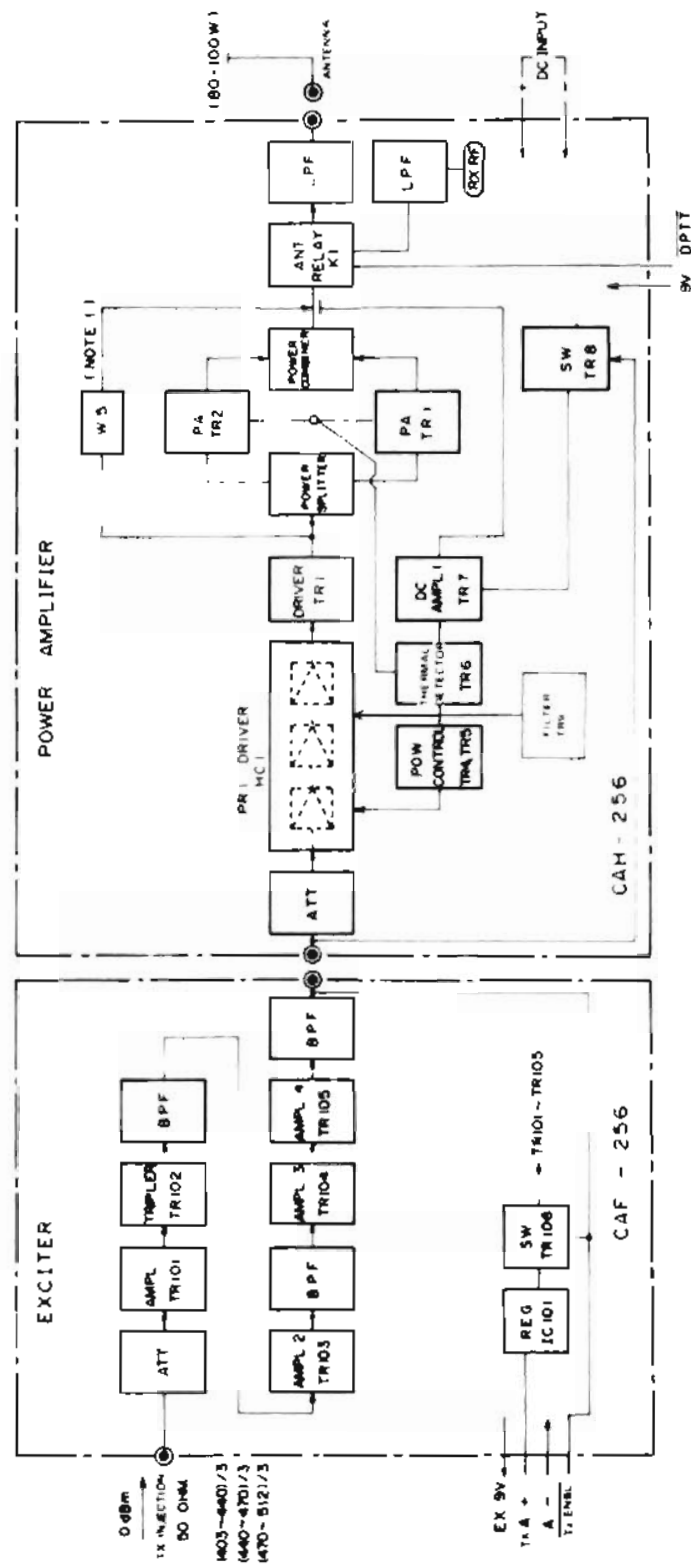 EXCITER
0 dBm
TX INJECTION
50 OHM
(403~440)/3
(440~470)/3
(470~512)/3
ATT
AMPL
TR101
TRIPLER
TR102
BPF
AMPL 2
TR103
BPF
AMPL 3
TR104
AMPL 4
TR105
BPF
EX 9V
TX A +
A -
TX ENBL
REG
IC101
SW
TR106
TR101~TR105
CAF - 256
POWER AMPLIFIER
ATT
DRIVER
HC1
DRIVER
TR1
POWER
SPLITTER
W5
(NOTE 1)
PA
TR2
PA
TR1
POWER
COMBINER
ANT
RELAY
K1
LPF
LPF
RX RF
(80-100W)
ANTENNA
POW
CONTROL
TR4,TR5
THERMAL
DETECTOR
TR6
DC
AMPL 1
TR7
FILTER
SW
TR8
9V
DPTT
DC INPUT
CAH - 256